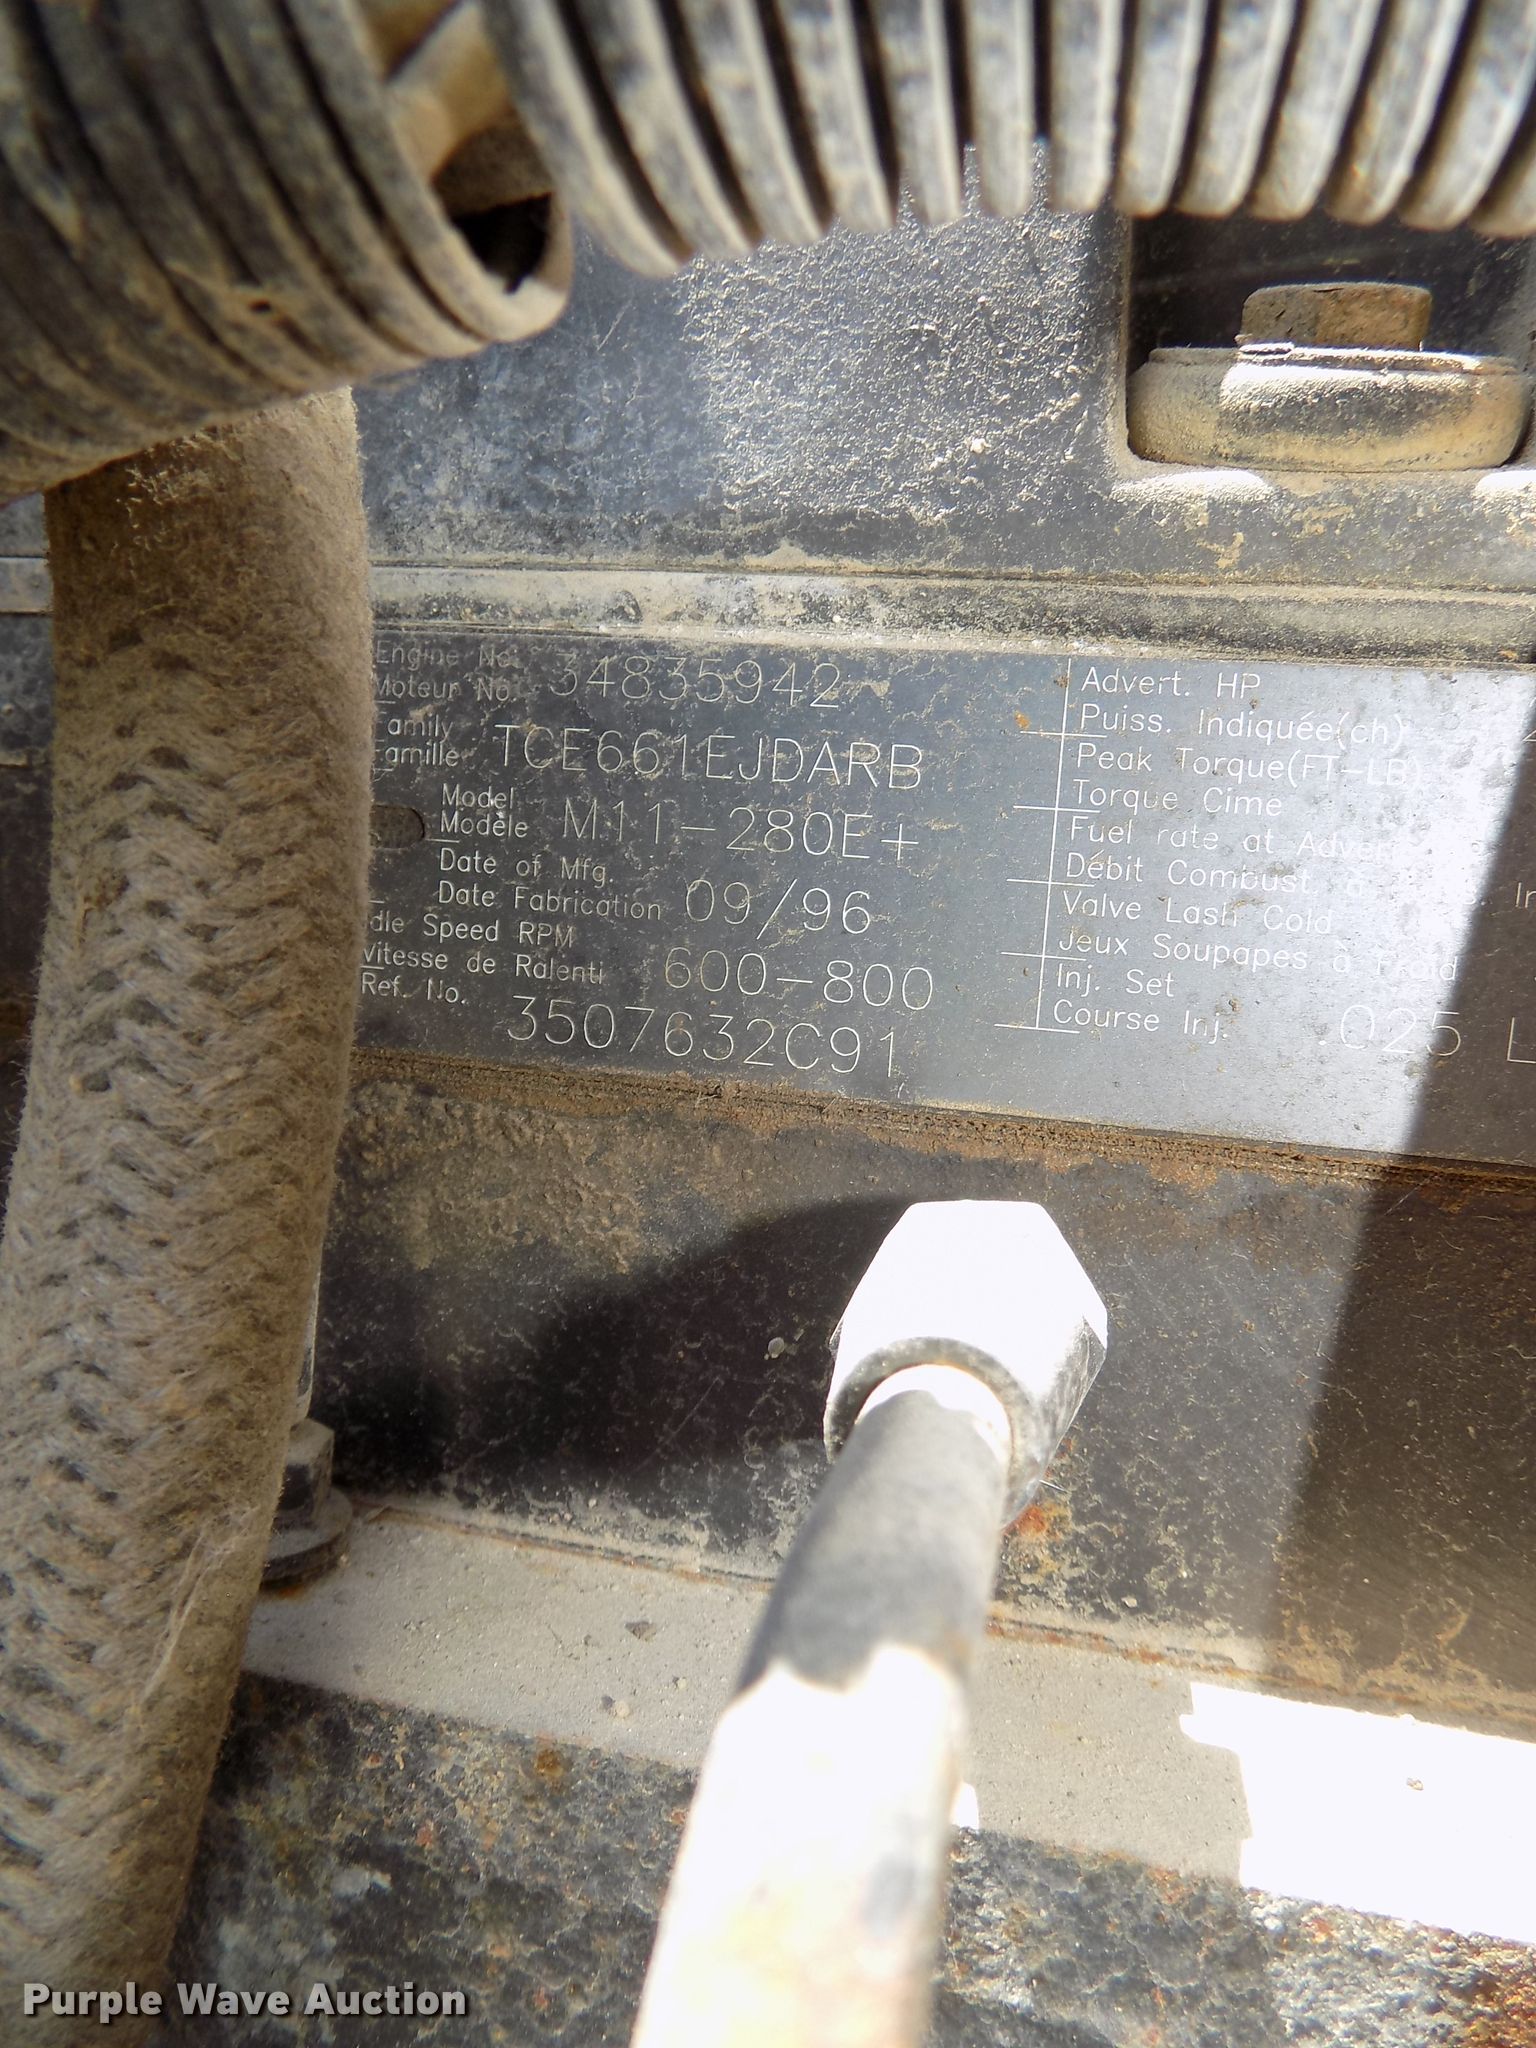 Engine No. 34835942
Moteur No.
Family TCE661EJDARB
Famille
Model M11-280E+
Modèle
Date of Mfg. 09/96
Date Fabrication
Idle Speed RPM 600-800
Vitesse de Ralenti
Ref. No. 3507632C91
Advert. HP
Puiss. Indiquée(ch)
Peak Torque(FT-LB)
Torque Cime
Fuel rate at Adver
Débit Combust. à
Valve Lash Cold
Jeux Soupapes à Froid
Inj. Set
Course Inj. .025
Purple Wave Auction